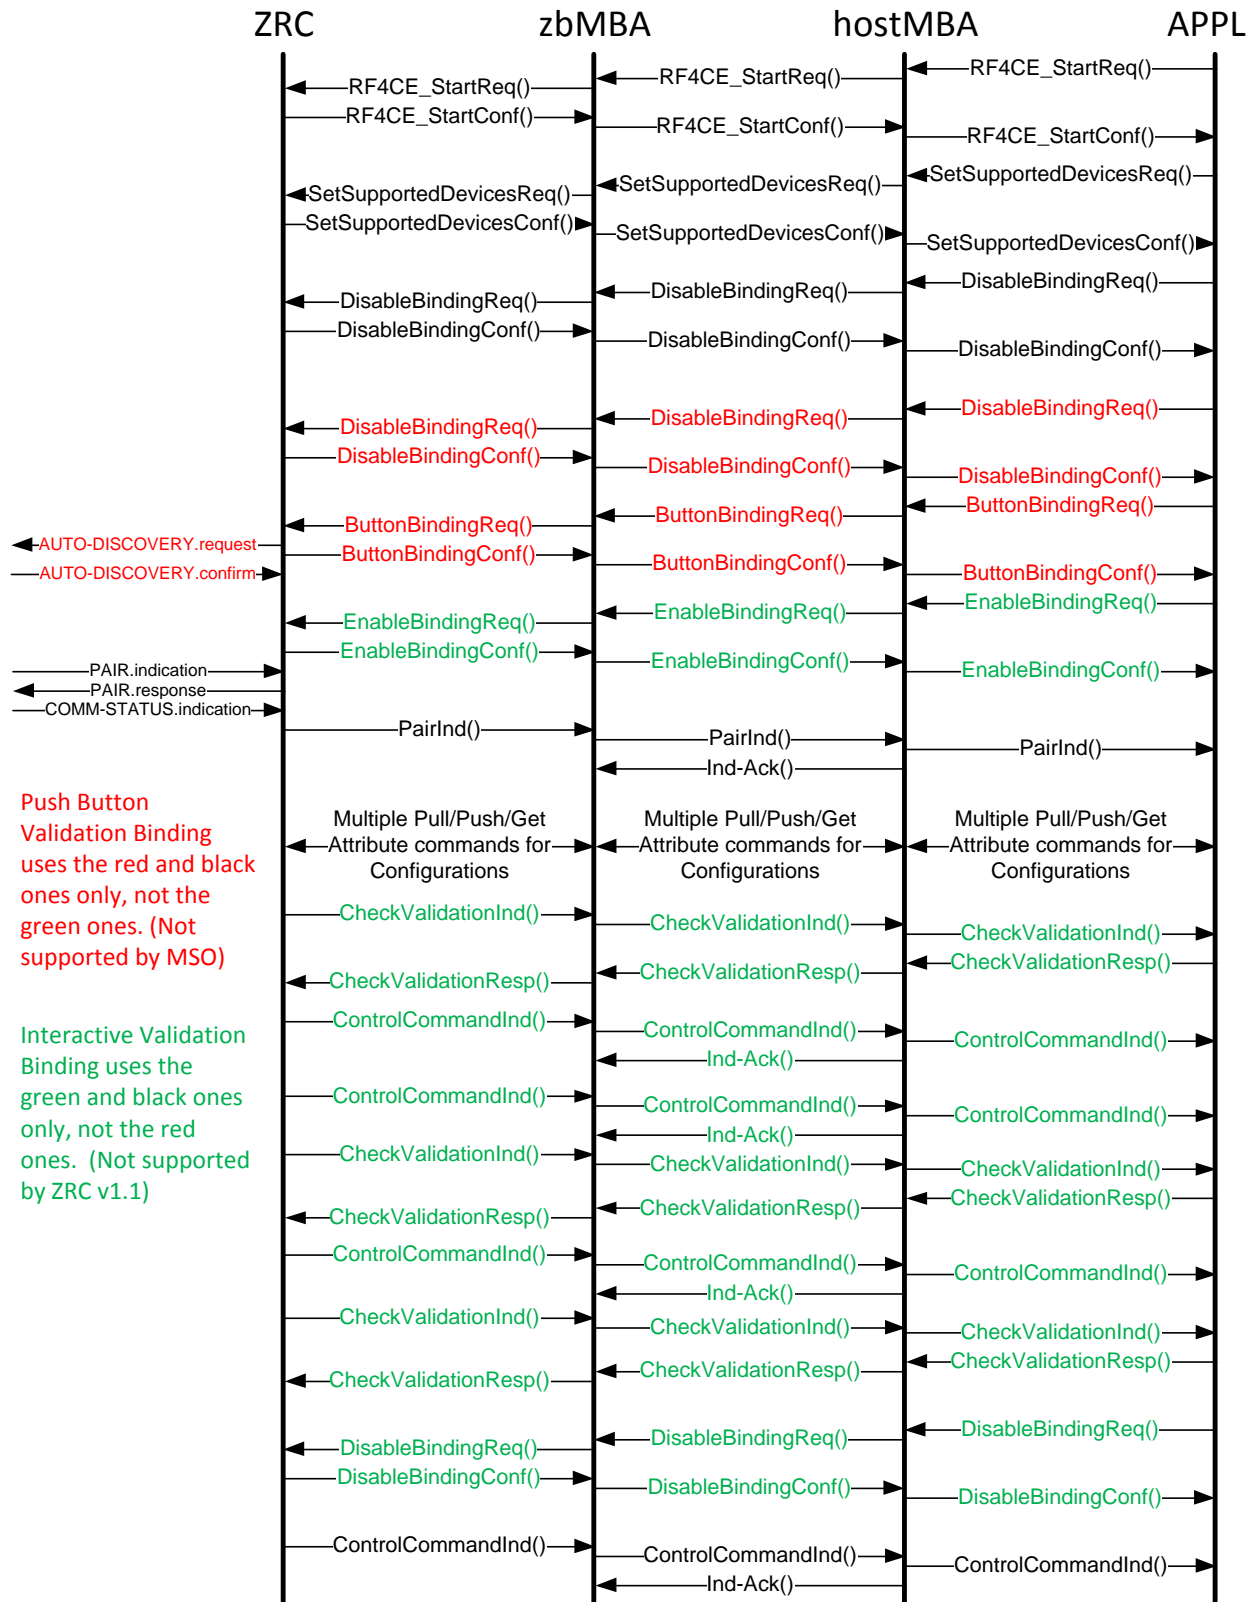 ZRC zbMBA hostMBA APPL
RF4CE_StartReq()
RF4CE_StartReq()
RF4CE_StartReq()
RF4CE_StartConf()
RF4CE_StartConf()
RF4CE_StartConf()
SetSupportedDevicesReq()
SetSupportedDevicesReq()
SetSupportedDevicesReq()
SetSupportedDevicesConf()
SetSupportedDevicesConf()
SetSupportedDevicesConf()
DisableBindingReq()
DisableBindingReq()
DisableBindingReq()
DisableBindingConf()
DisableBindingConf()
DisableBindingConf()
DisableBindingReq()
DisableBindingReq()
DisableBindingReq()
DisableBindingConf()
DisableBindingConf()
DisableBindingConf()
ButtonBindingReq()
ButtonBindingReq()
ButtonBindingReq()
AUTO-DISCOVERY.request
ButtonBindingConf()
ButtonBindingConf()
AUTO-DISCOVERY.confirm
ButtonBindingConf()
EnableBindingReq()
EnableBindingReq()
EnableBindingReq()
EnableBindingConf()
EnableBindingConf()
EnableBindingConf()
PAIR.indication
PAIR.response
COMM-STATUS.indication
PairInd()
PairInd()
PairInd()
Ind-Ack()
Push Button
Validation Binding
uses the red and black
ones only, not the
green ones. (Not
supported by MSO)
Multiple Pull/Push/Get
Attribute commands for
Configurations
Multiple Pull/Push/Get
Attribute commands for
Configurations
Multiple Pull/Push/Get
Attribute commands for
Configurations
CheckValidationInd()
CheckValidationInd()
CheckValidationInd()
CheckValidationResp()
CheckValidationResp()
CheckValidationResp()
Interactive Validation
Binding uses the
green and black ones
only, not the red
ones.  (Not supported
by ZRC v1.1)
ControlCommandInd()
ControlCommandInd()
ControlCommandInd()
Ind-Ack()
ControlCommandInd()
ControlCommandInd()
ControlCommandInd()
Ind-Ack()
CheckValidationInd()
CheckValidationInd()
CheckValidationInd()
CheckValidationResp()
CheckValidationResp()
CheckValidationResp()
ControlCommandInd()
ControlCommandInd()
ControlCommandInd()
Ind-Ack()
CheckValidationInd()
CheckValidationInd()
CheckValidationInd()
CheckValidationResp()
CheckValidationResp()
CheckValidationResp()
DisableBindingReq()
DisableBindingReq()
DisableBindingReq()
DisableBindingConf()
DisableBindingConf()
DisableBindingConf()
ControlCommandInd()
ControlCommandInd()
ControlCommandInd()
Ind-Ack()